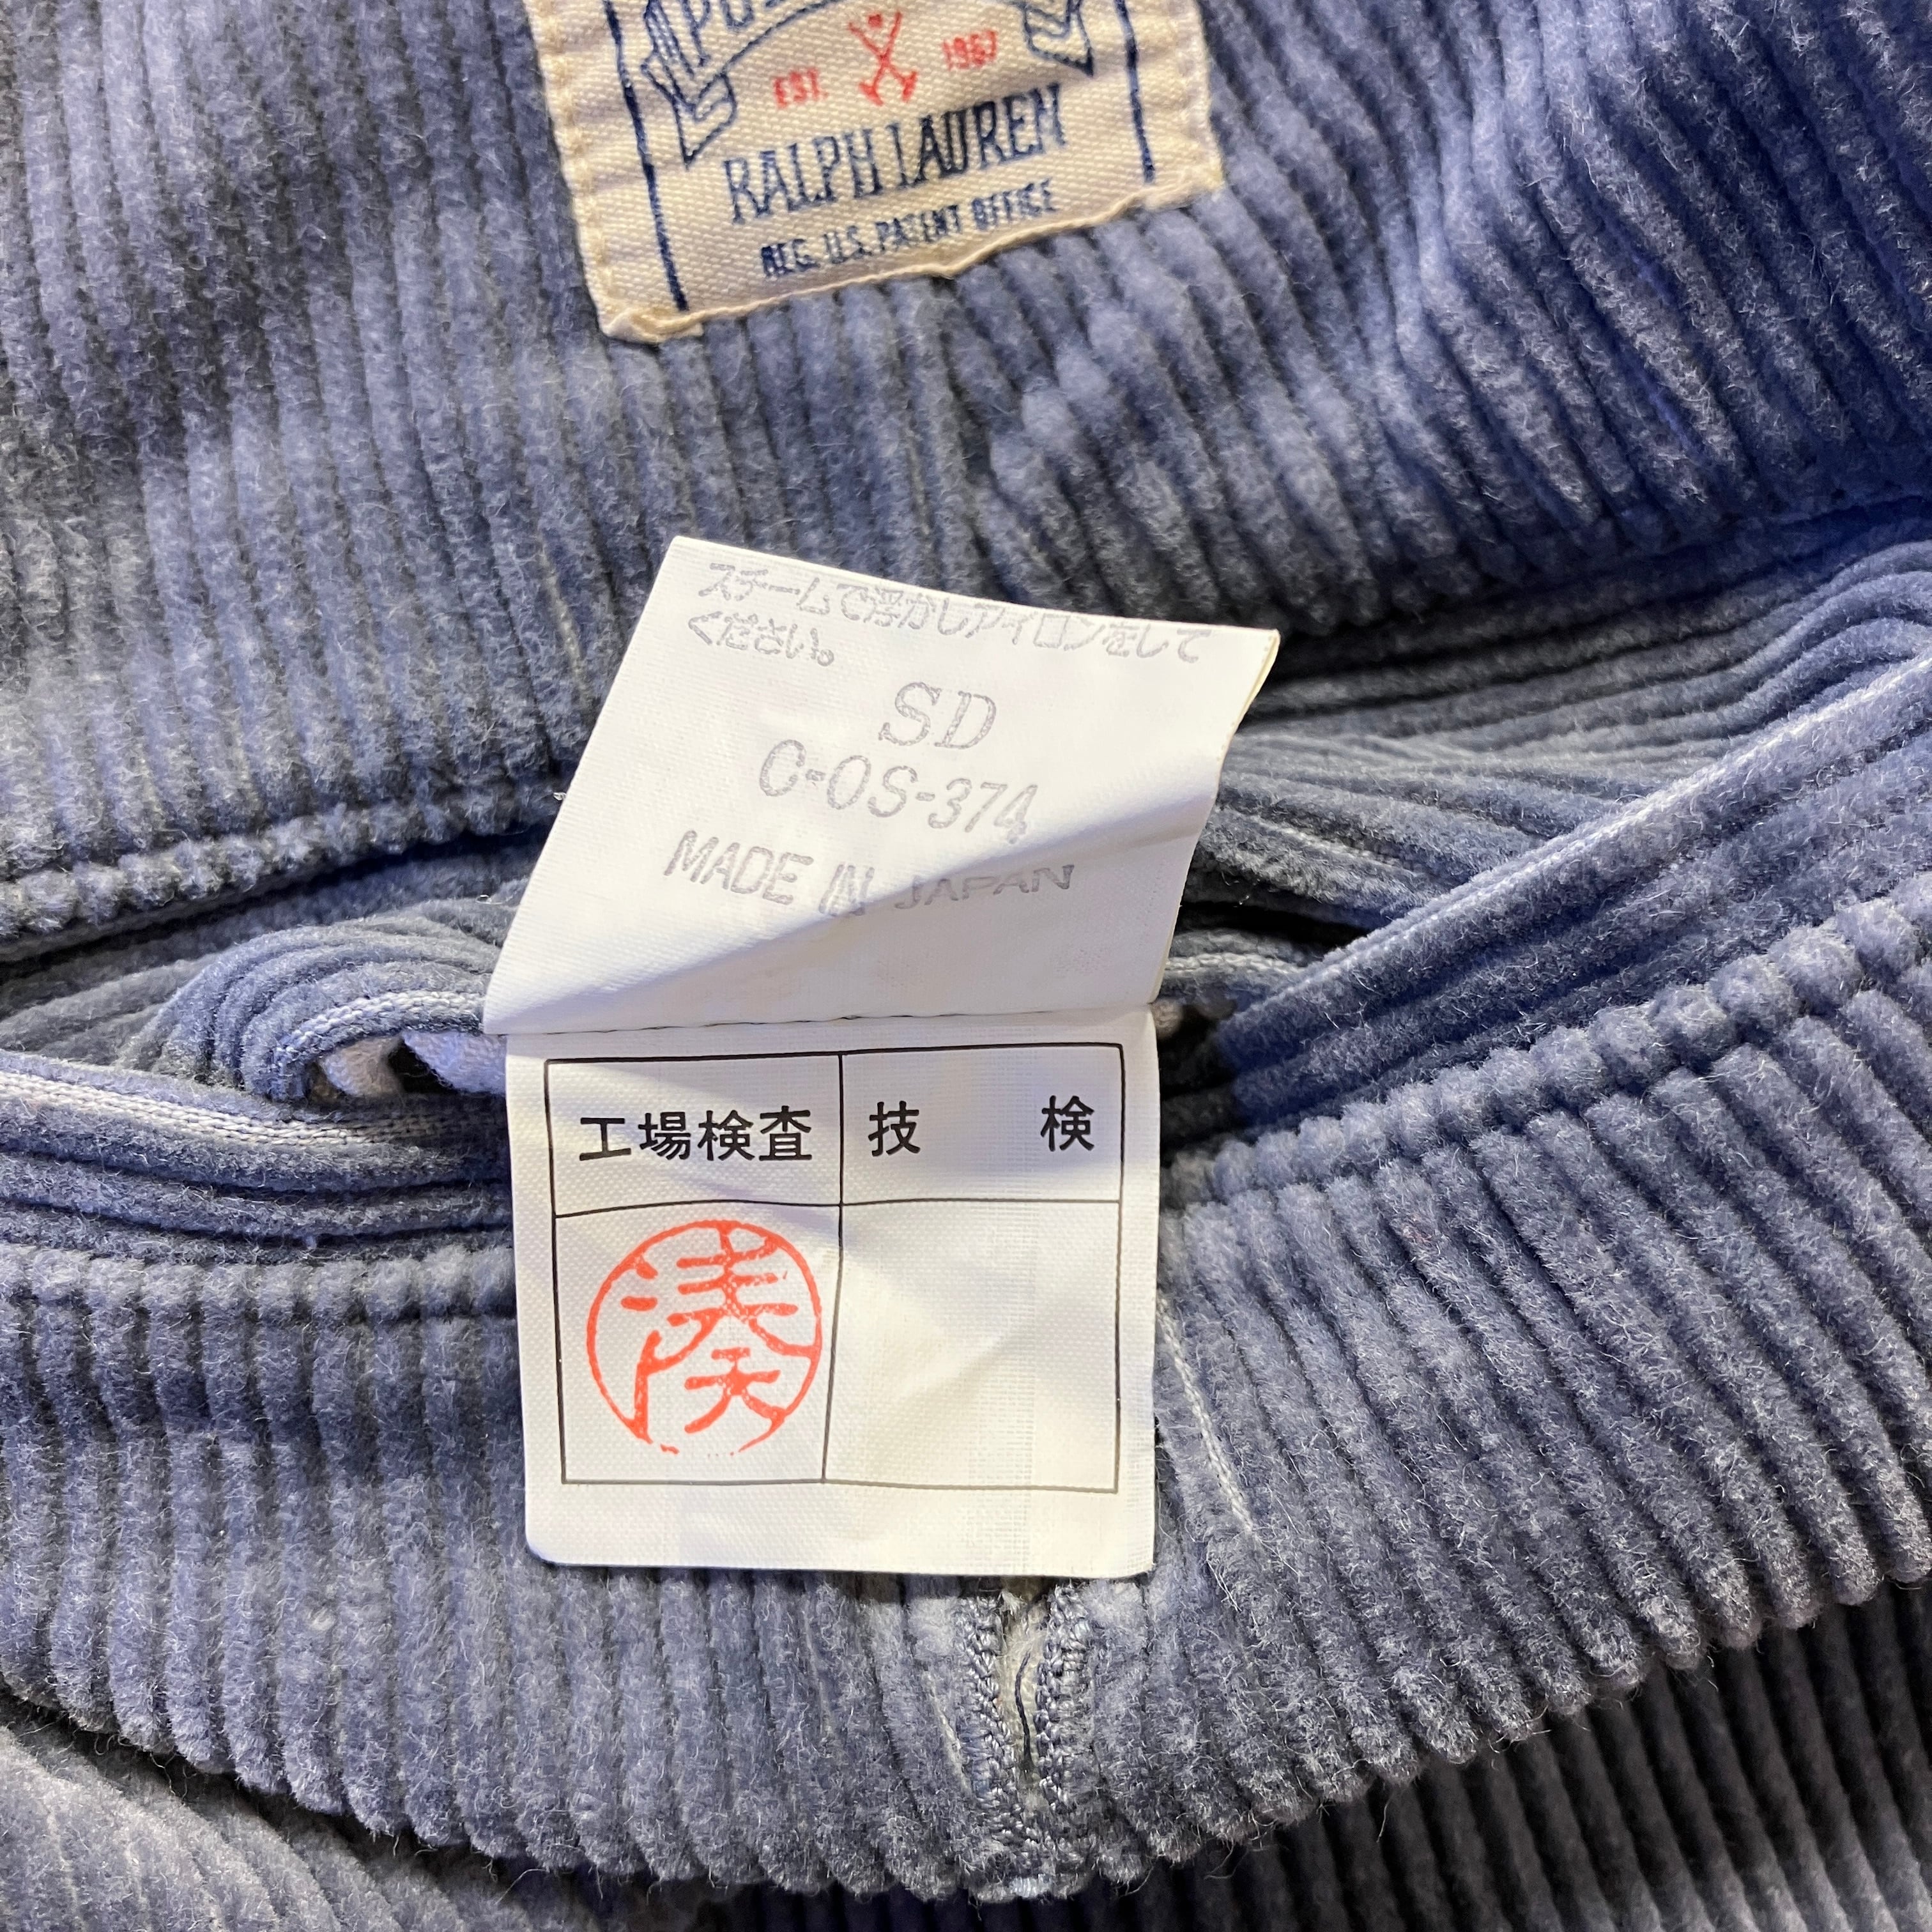 EST. 1967
RALPH LAUREN
REG. U.S. PATENT OFFICE
スチームで浮かしアイロンをして
ください。
SD
C-OS-374
MADE IN JAPAN
工場検査 技 検
湊